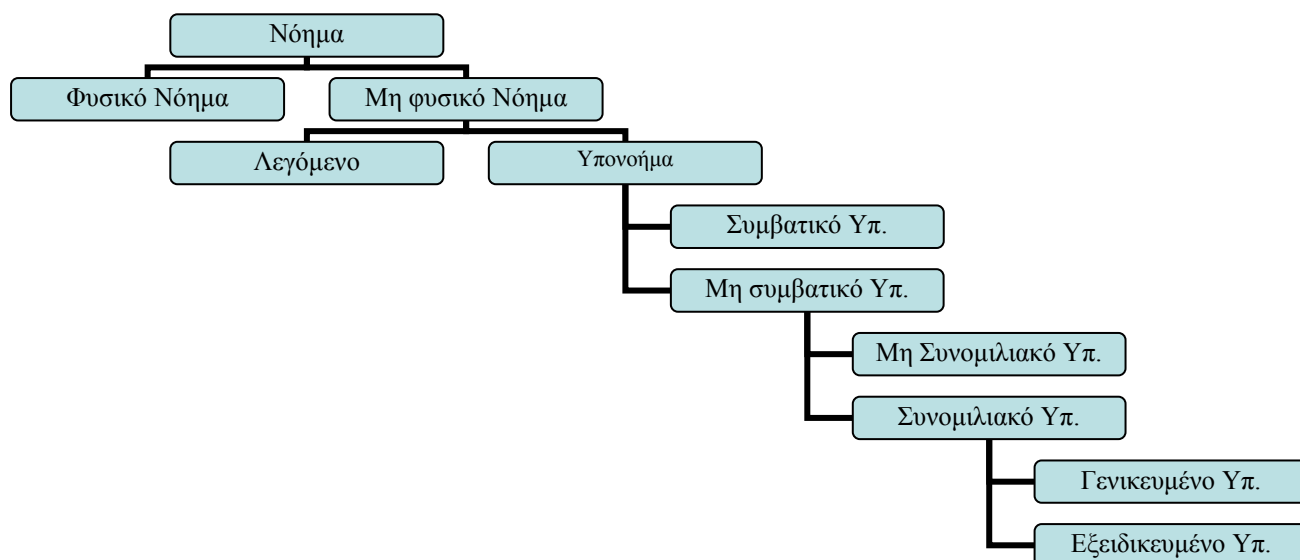 Νόημα
Φυσικό Νόημα
Μη φυσικό Νόημα
Λεγόμενο
Υπονοήμα
Συμβατικό Υπ.
Μη συμβατικό Υπ.
Μη Συνομιλιακό Υπ.
Συνομιλιακό Υπ.
Γενικευμένο Υπ.
Εξειδικευμένο Υπ.